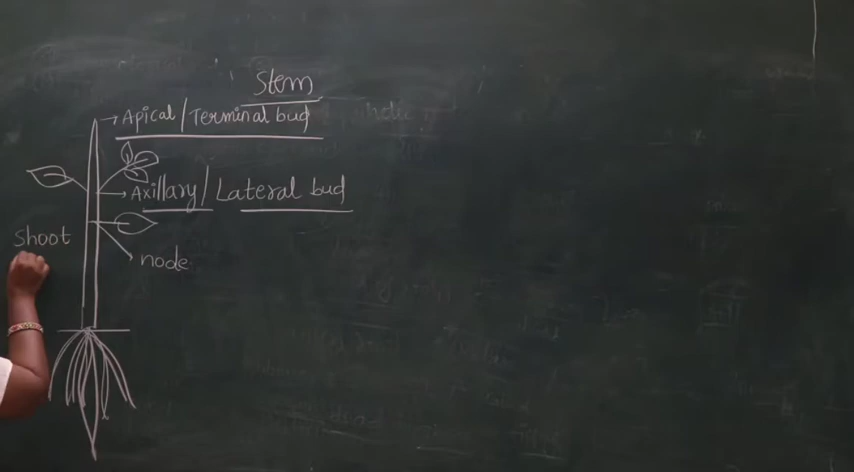 Stem
Apical/Terminal bud
Axillary/Lateral bud
shoot
node